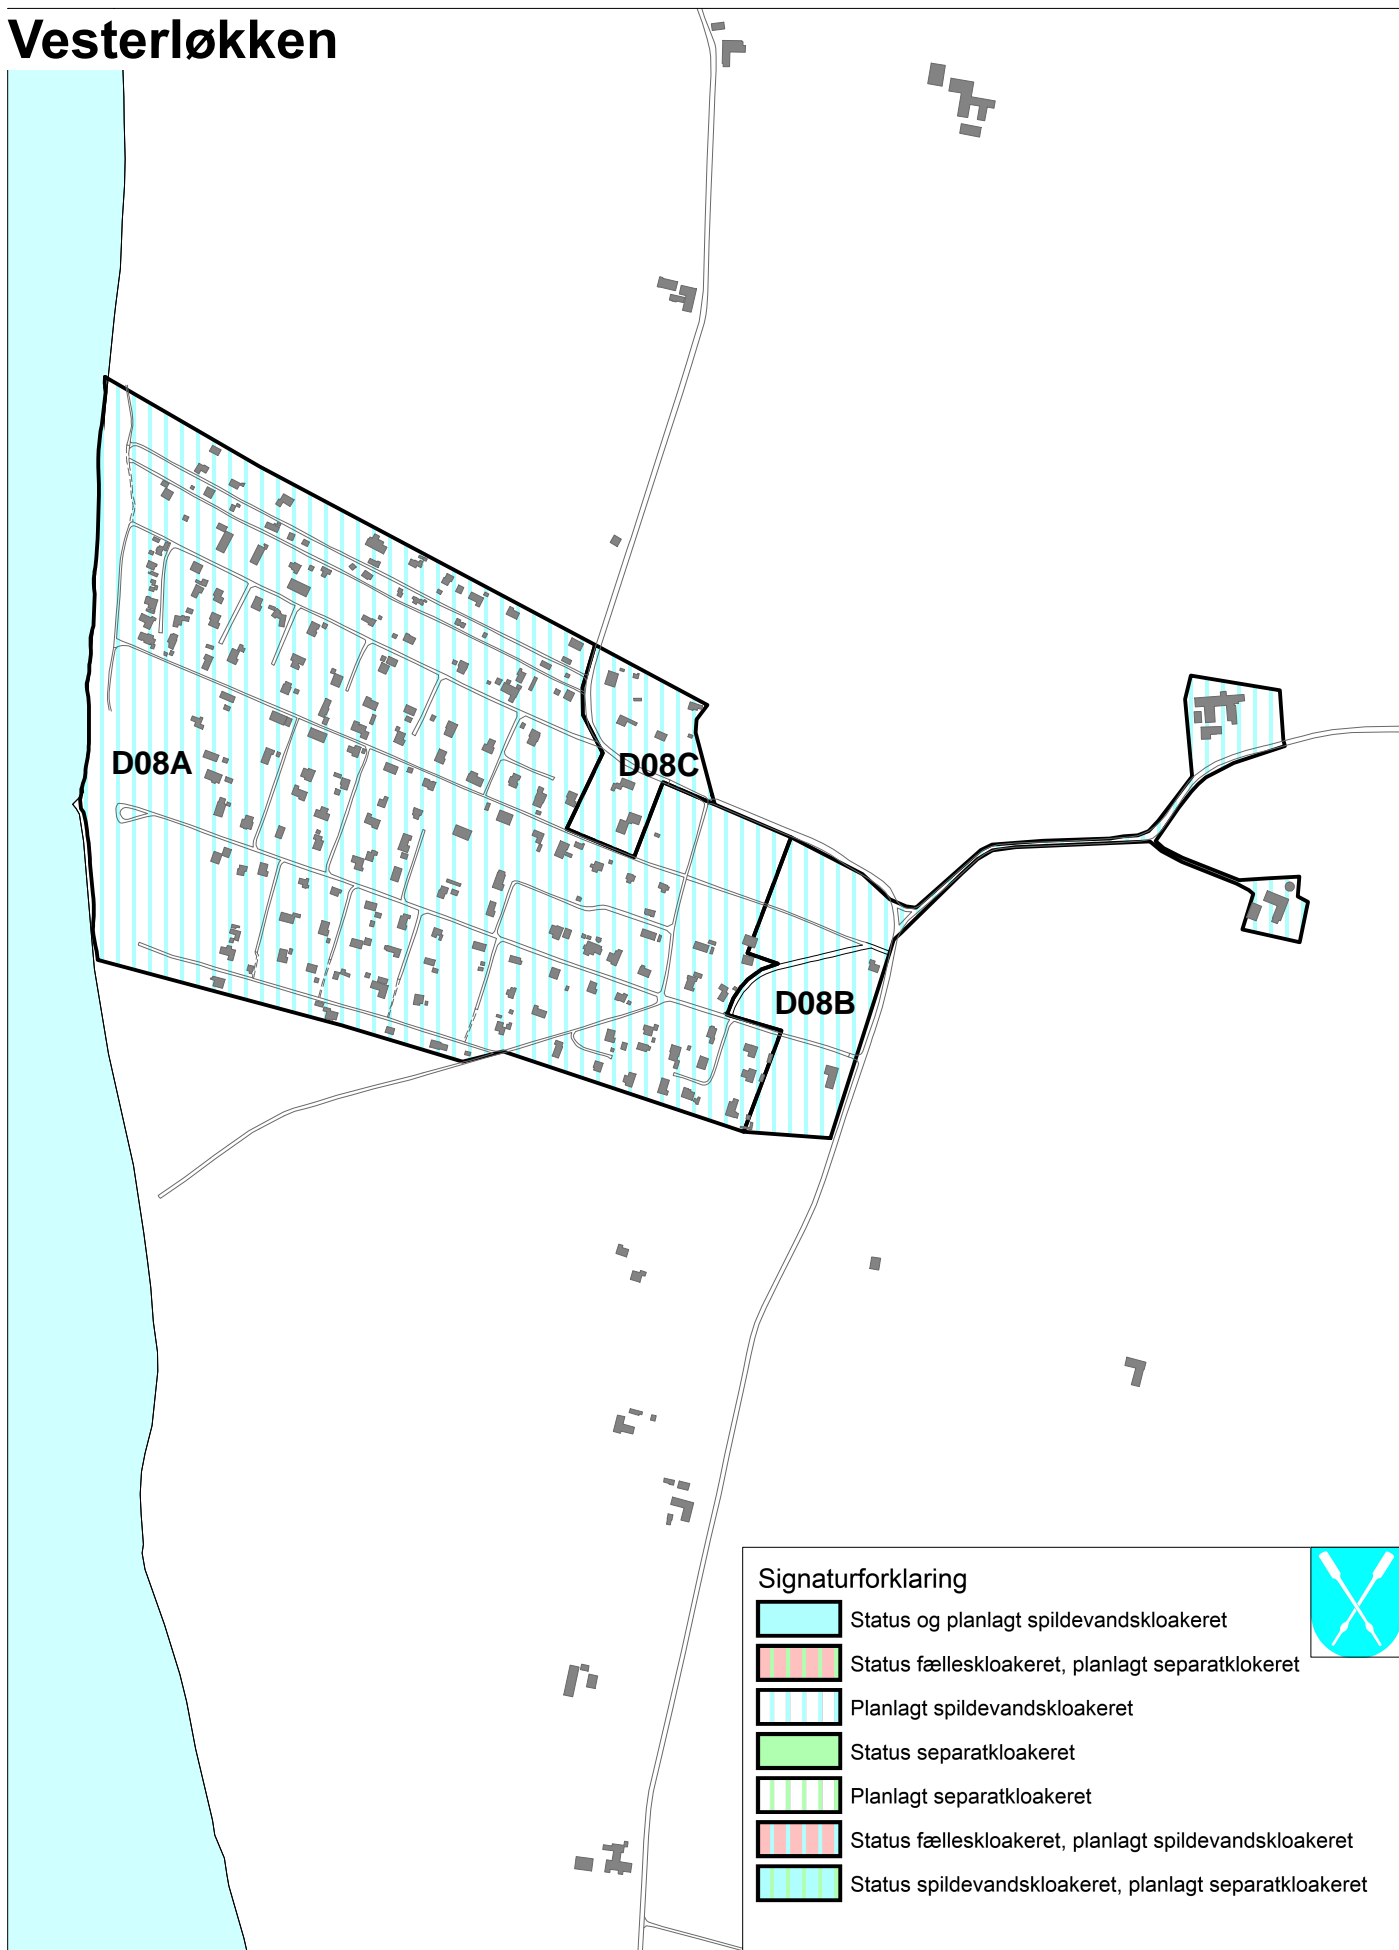 Vesterløkken
D08A
D08C
D08B
Signaturforklaring
Status og planlagt spildevandskloakeret
Status fælleskloakeret, planlagt separatklokeret
Planlagt spildevandskloakeret
Status separatkloakeret
Planlagt separatkloakeret
Status fælleskloakeret, planlagt spildevandskloakeret
Status spildevandskloakeret, planlagt separatkloakeret